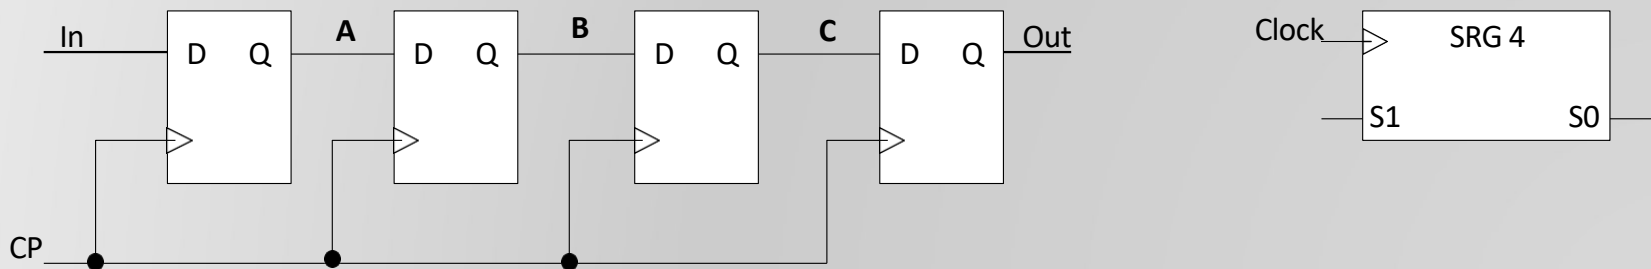 In A B C Out
D Q D Q D Q D Q
CP
Clock SRG 4
S1 S0